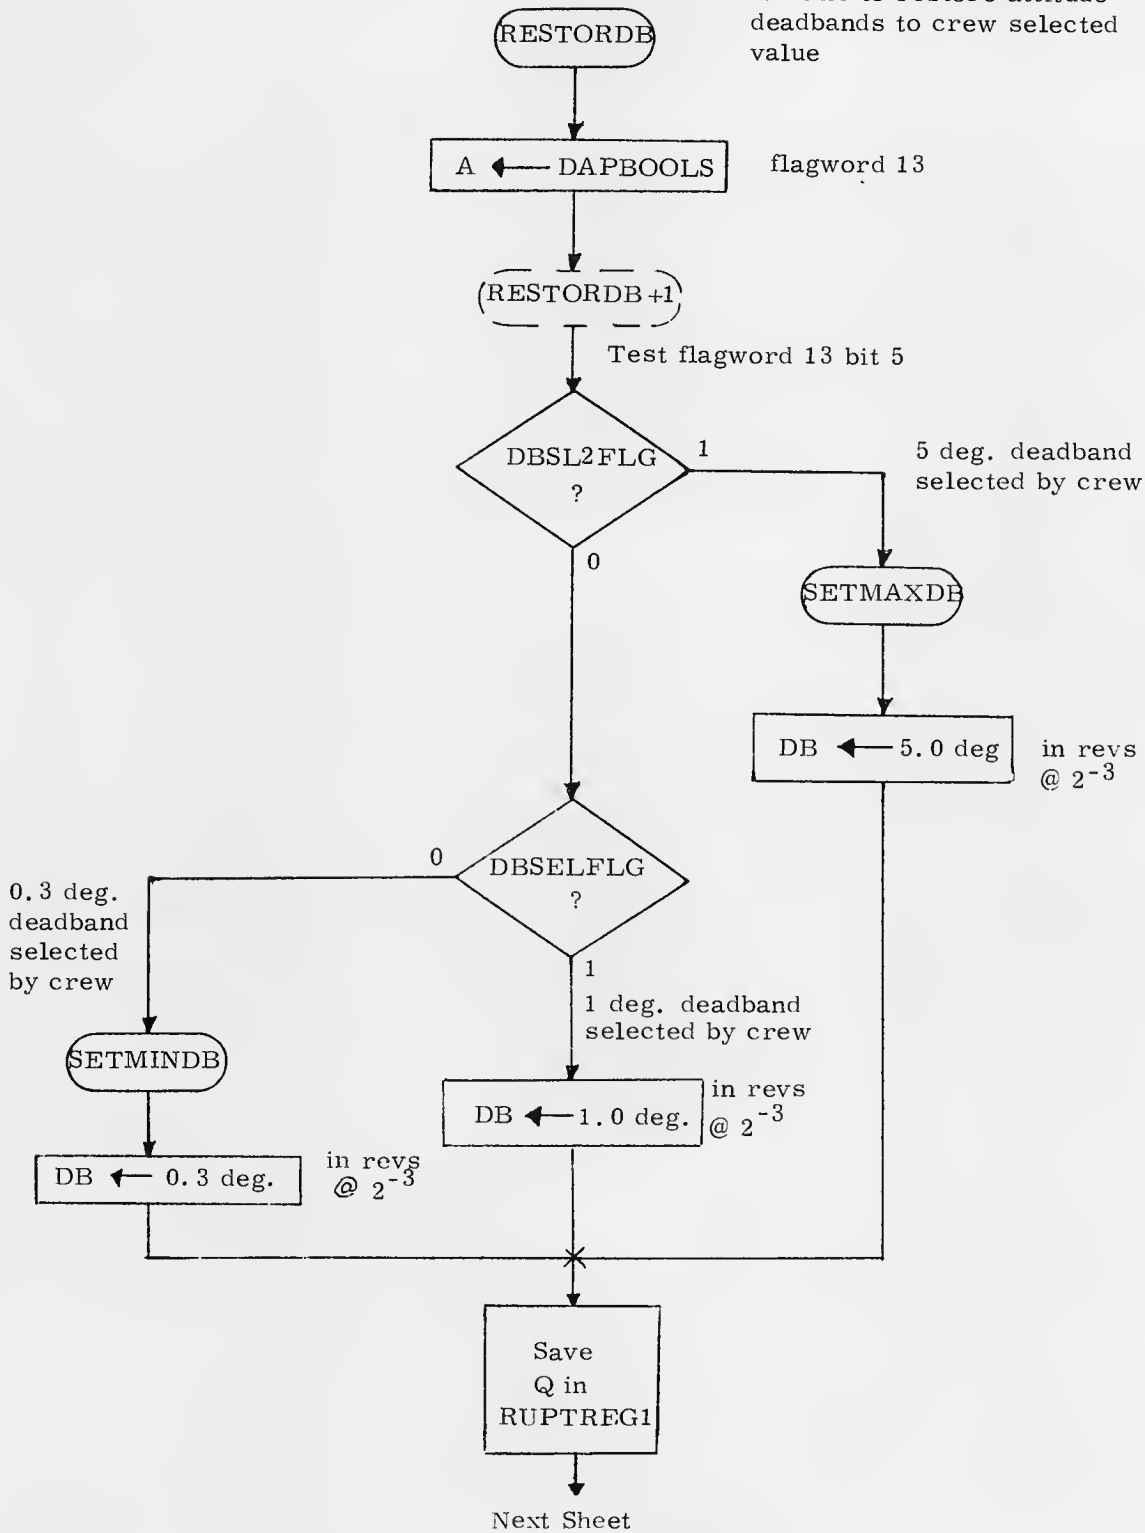 to restore attitude
deadbands to crew selected
value
RESTORDB
A ← DAPBOOLS
flagword 13
(RESTORDB +1)
Test flagword 13 bit 5
DBSL2FLG
?
1
0
5 deg. deadband
selected by crew
SETMAXDB
DB ← 5.0 deg
in revs
@ 2⁻³
DBSELFLG
?
0
1
0.3 deg.
deadband
selected
by crew
1 deg. deadband
selected by crew
SETMINDB
DB ← 1.0 deg.
in revs
@ 2⁻³
DB ← 0.3 deg.
in revs
@ 2⁻³
Save
Q in
RUPTREG1
Next Sheet